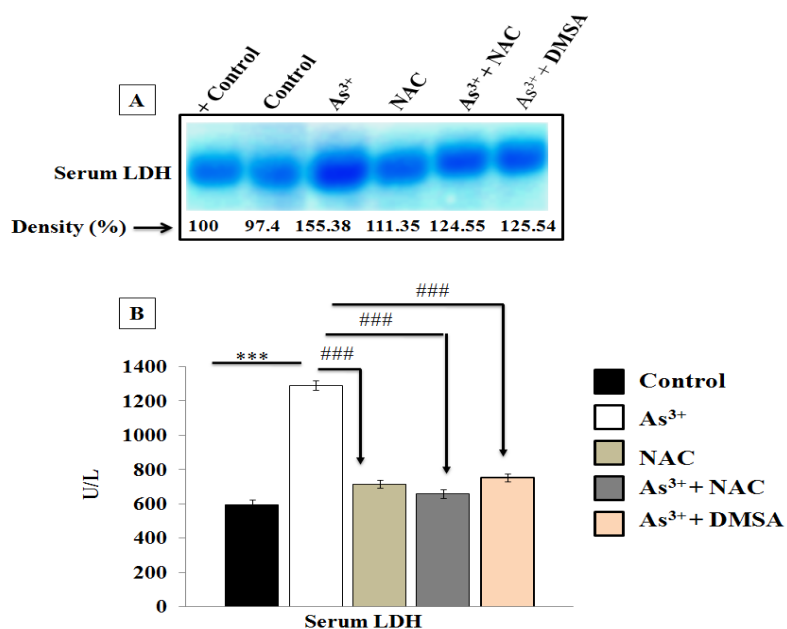 + Control Control As³⁺ NAC As³⁺ + NAC As³⁺ + DMSA
A
Serum LDH
Density (%) 100 97.4 155.38 111.35 124.55 125.54
B
###
###
*** ###
1400
1200
1000
800
600
400
200
0
U/L
Serum LDH
Control
As³⁺
NAC
As³⁺ + NAC
As³⁺ + DMSA